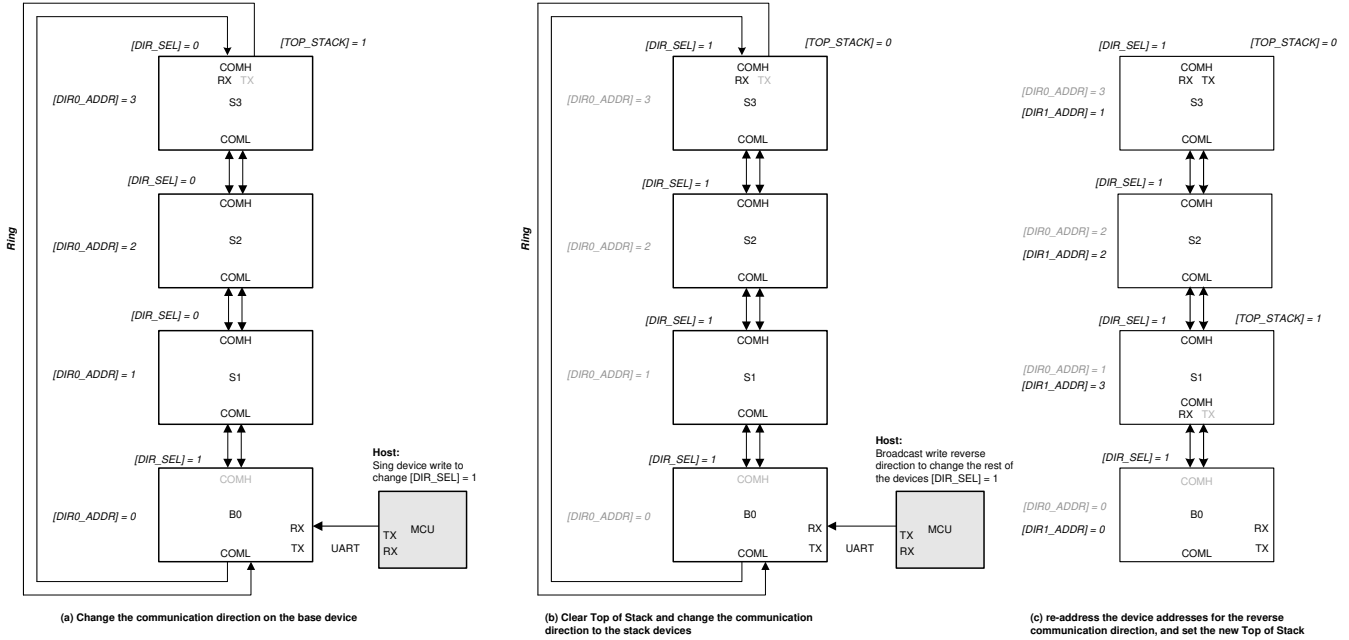 [DIR_SEL] = 0
[TOP_STACK] = 1
COMH
RX TX
[DIR0_ADDR] = 3
S3
COML
[DIR_SEL] = 0
COMH
Ring
[DIR0_ADDR] = 2
S2
COML
[DIR_SEL] = 0
COMH
[DIR0_ADDR] = 1
S1
COML
[DIR_SEL] = 1
COMH
[DIR0_ADDR] = 0
B0
RX
TX
COML
UART
Host:
Sing device write to
change [DIR_SEL] = 1
TX
RX
MCU
(a) Change the communication direction on the base device
[DIR_SEL] = 1
[TOP_STACK] = 0
COMH
RX TX
[DIR0_ADDR] = 3
S3
COML
[DIR_SEL] = 1
COMH
Ring
[DIR0_ADDR] = 2
S2
COML
[DIR_SEL] = 1
COMH
[DIR0_ADDR] = 1
S1
COML
[DIR_SEL] = 1
COMH
[DIR0_ADDR] = 0
B0
RX
TX
COML
UART
Host:
Broadcast write reverse
direction to change the rest of
the devices [DIR_SEL] = 1
TX
RX
MCU
(b) Clear Top of Stack and change the communication
direction to the stack devices
[DIR_SEL] = 1
[TOP_STACK] = 0
COMH
RX TX
[DIR0_ADDR] = 3
[DIR1_ADDR] = 1
S3
COML
[DIR_SEL] = 1
COMH
[DIR0_ADDR] = 2
[DIR1_ADDR] = 2
S2
COML
[DIR_SEL] = 1
[TOP_STACK] = 1
COMH
[DIR0_ADDR] = 1
[DIR1_ADDR] = 3
S1
COMH
RX TX
[DIR_SEL] = 1
COMH
[DIR0_ADDR] = 0
[DIR1_ADDR] = 0
B0
RX
TX
COML
(c) re-address the device addresses for the reverse
communication direction, and set the new Top of Stack